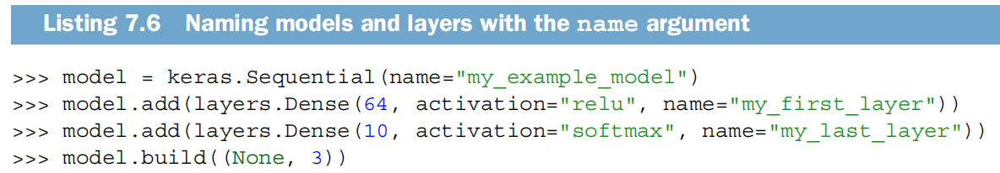 Listing 7.6 Naming models and layers with the name argument
>>> model = keras.Sequential(name="my_example_model")
>>> model.add(layers.Dense(64, activation="relu", name="my_first_layer"))
>>> model.add(layers.Dense(10, activation="softmax", name="my_last_layer"))
>>> model.build((None, 3))